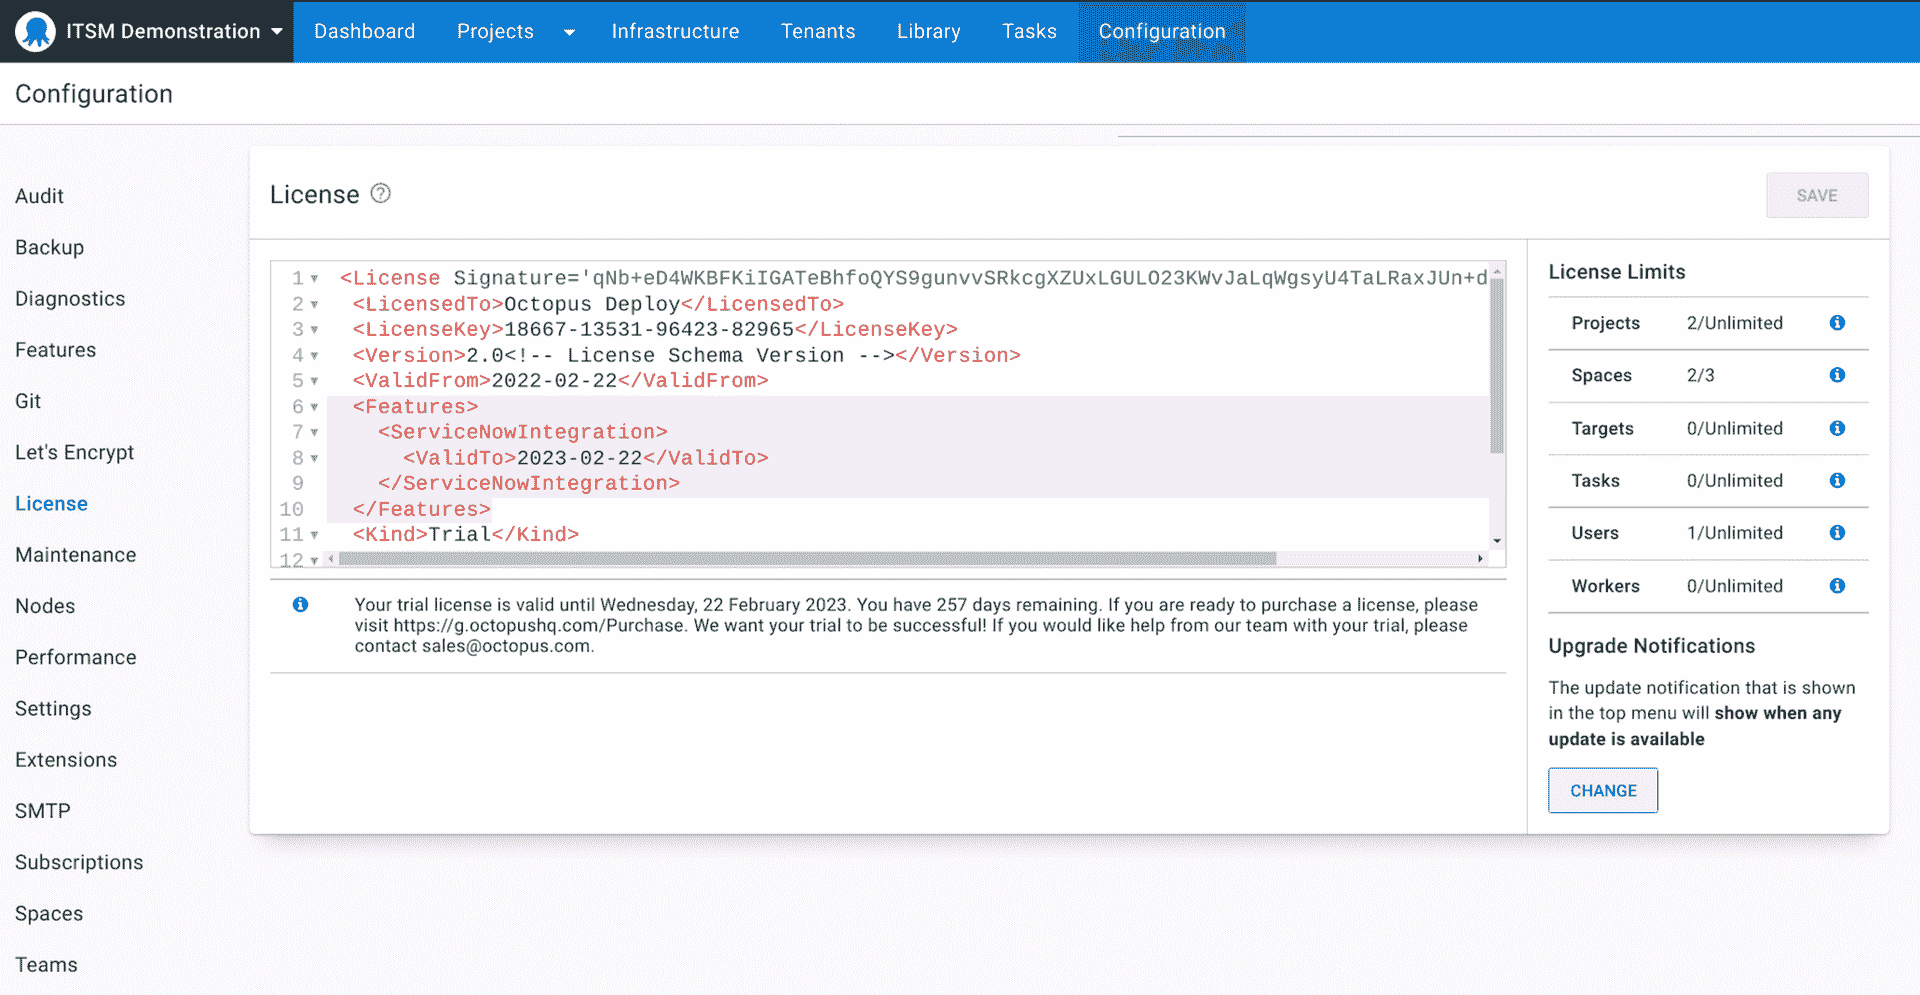 ITSM Demonstration Dashboard Projects Infrastructure Tenants Library Tasks Configuration
Configuration
Audit
Backup
Diagnostics
Features
Git
Let's Encrypt
License
Maintenance
Nodes
Performance
Settings
Extensions
SMTP
Subscriptions
Spaces
Teams
License
SAVE
1 <License Signature='qNb+eD4WKBFKiIGATeBhfoQYS9gunvvSRkcgXZUxLGULO23KWvJaLqWgsyU4TaLRaxJUn+d
2 <LicensedTo>Octopus Deploy</LicensedTo>
3 <LicenseKey>18667-13531-96423-82965</LicenseKey>
4 <Version>2.0<!-- License Schema Version --></Version>
5 <ValidFrom>2022-02-22</ValidFrom>
6 <Features>
7 <ServiceNowIntegration>
8 <ValidTo>2023-02-22</ValidTo>
9 </ServiceNowIntegration>
10 </Features>
11 <Kind>Trial</Kind>
12
Your trial license is valid until Wednesday, 22 February 2023. You have 257 days remaining. If you are ready to purchase a license, please
visit https://g.octopushq.com/Purchase. We want your trial to be successful! If you would like help from our team with your trial, please
contact sales@octopus.com.
License Limits
Projects 2/Unlimited
Spaces 2/3
Targets 0/Unlimited
Tasks 0/Unlimited
Users 1/Unlimited
Workers 0/Unlimited
Upgrade Notifications
The update notification that is shown
in the top menu will show when any
update is available
CHANGE